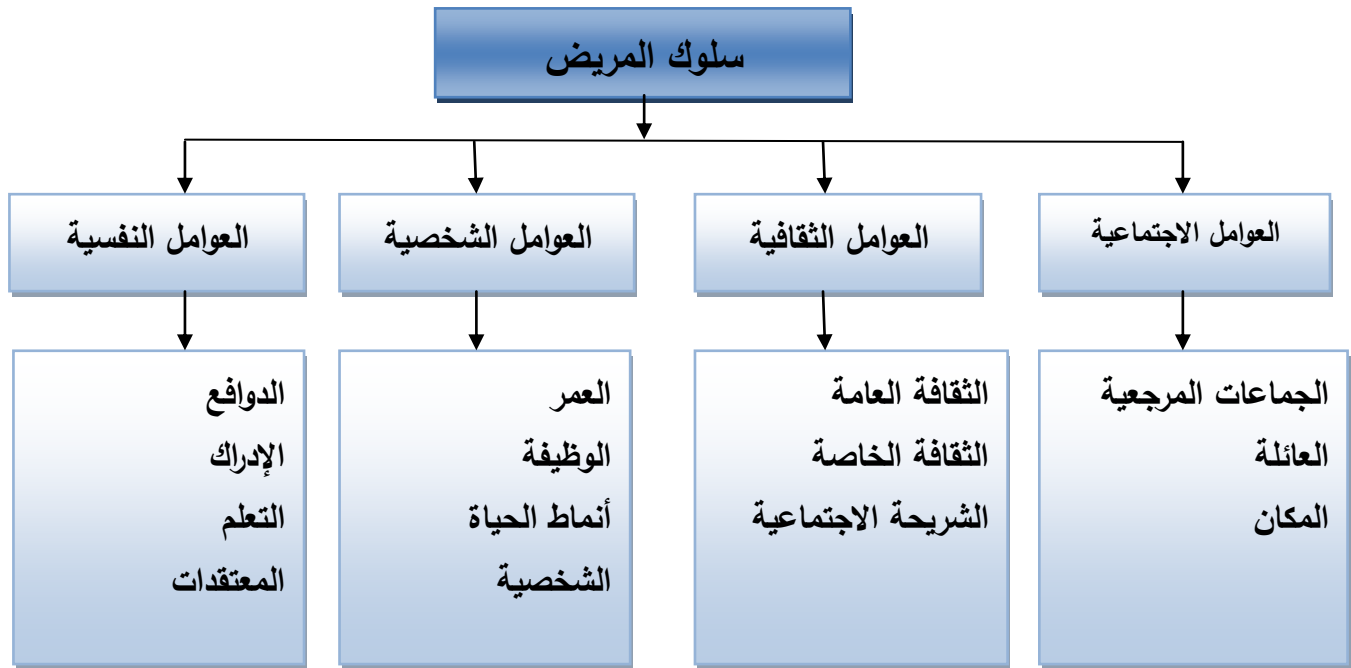 سلوك المريض
العوامل الاجتماعية
العوامل الثقافية
العوامل الشخصية
العوامل النفسية
الجماعات المرجعية
العائلة
المكان
الثقافة العامة
الثقافة الخاصة
الشريحة الاجتماعية
العمر
الوظيفة
أنماط الحياة
الشخصية
الدوافع
الإدراك
التعلم
المعتقدات